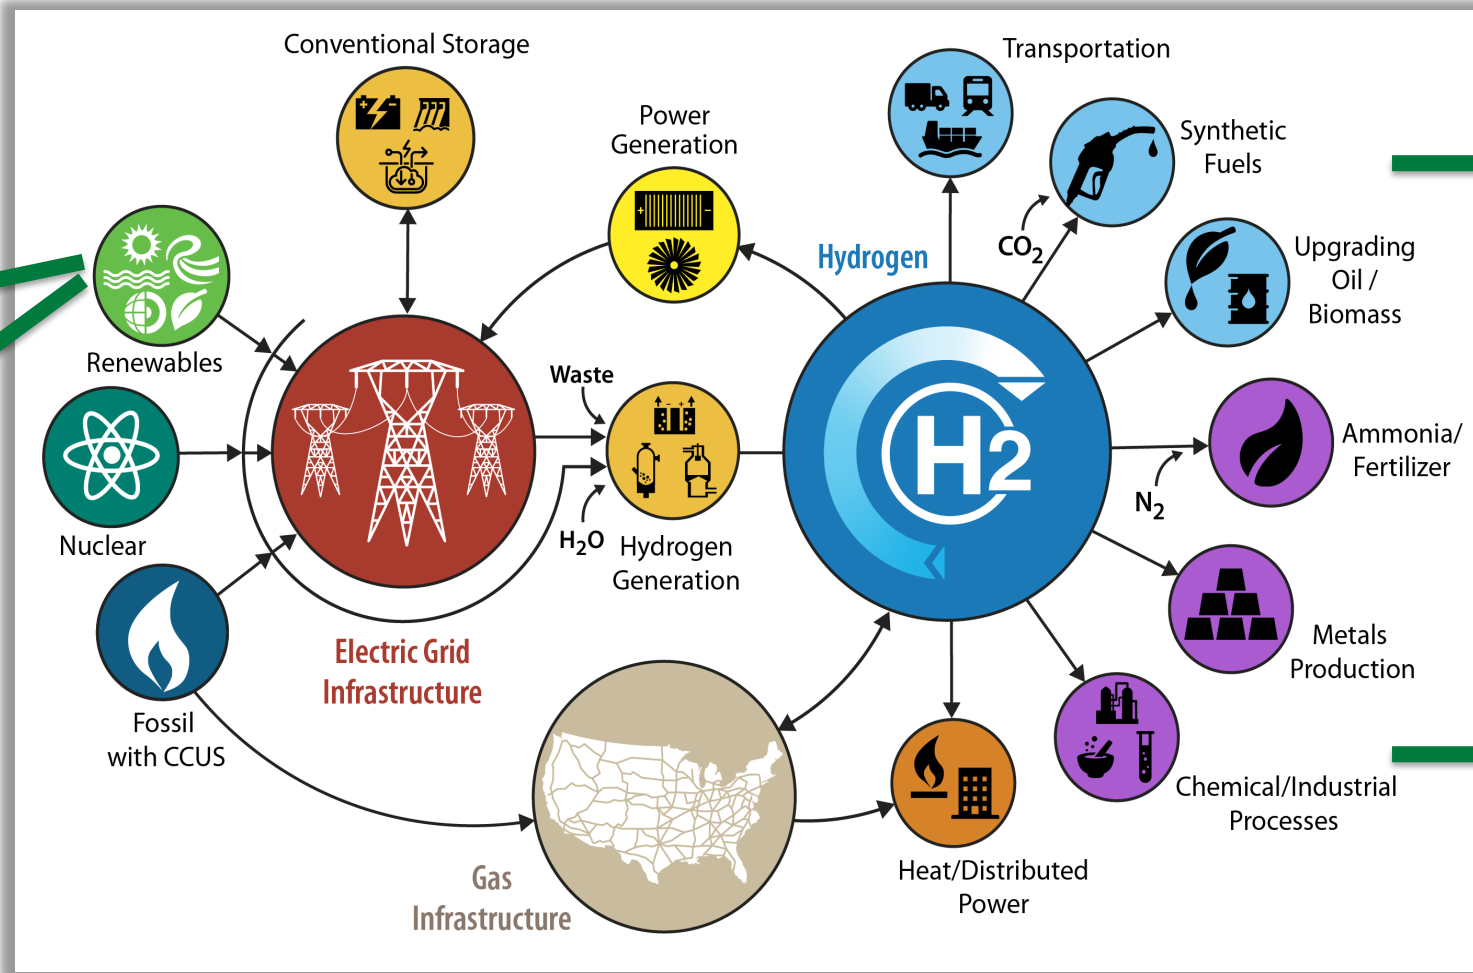 Conventional Storage
Transportation
Power
Generation
Synthetic
Fuels
CO₂
Hydrogen
Upgrading
Oil /
Biomass
Renewables
Waste
H2
Ammonia/
Fertilizer
N₂
Nuclear
H₂O
Hydrogen
Generation
Electric Grid
Infrastructure
Metals
Production
Fossil
with CCUS
Chemical/Industrial
Processes
Gas
Infrastructure
Heat/Distributed
Power